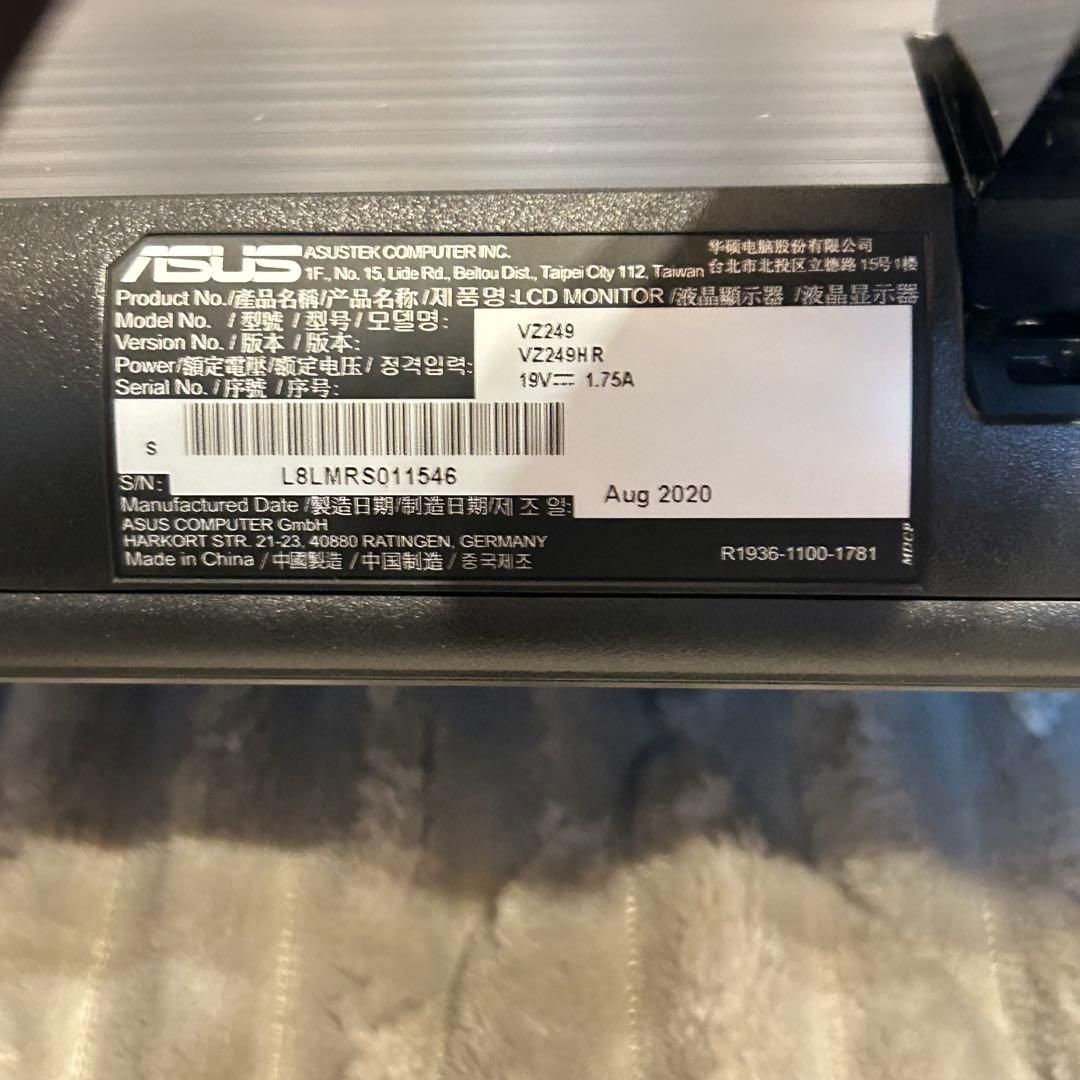 ASUS ASUSTEK COMPUTER INC. 华硕电脑股份有限公司
1F., No. 15, Lide Rd., Beitou Dist., Taipei City 112, Taiwan 台北市北投区立德路 15号1楼
Product No./產品名稱/产品名称/제품명:LCD MONITOR /液晶顯示器 /液晶显示器
Model No. /型號 /型号/모델명: VZ249
Version No. /版本 /版本: VZ249HR
Power/額定電壓/额定电压/ 정격입력: 19V⎓ 1.75A
Serial No. /序號 /序号:
S
S/N: L8LMRS011546
Manufactured Date /製造日期/制造日期/제조일: Aug 2020
ASUS COMPUTER GmbH
HARKORT STR. 21-23, 40880 RATINGEN, GERMANY
Made in China /中國製造 /中国制造 /중국제조 R1936-1100-1781
MDCP